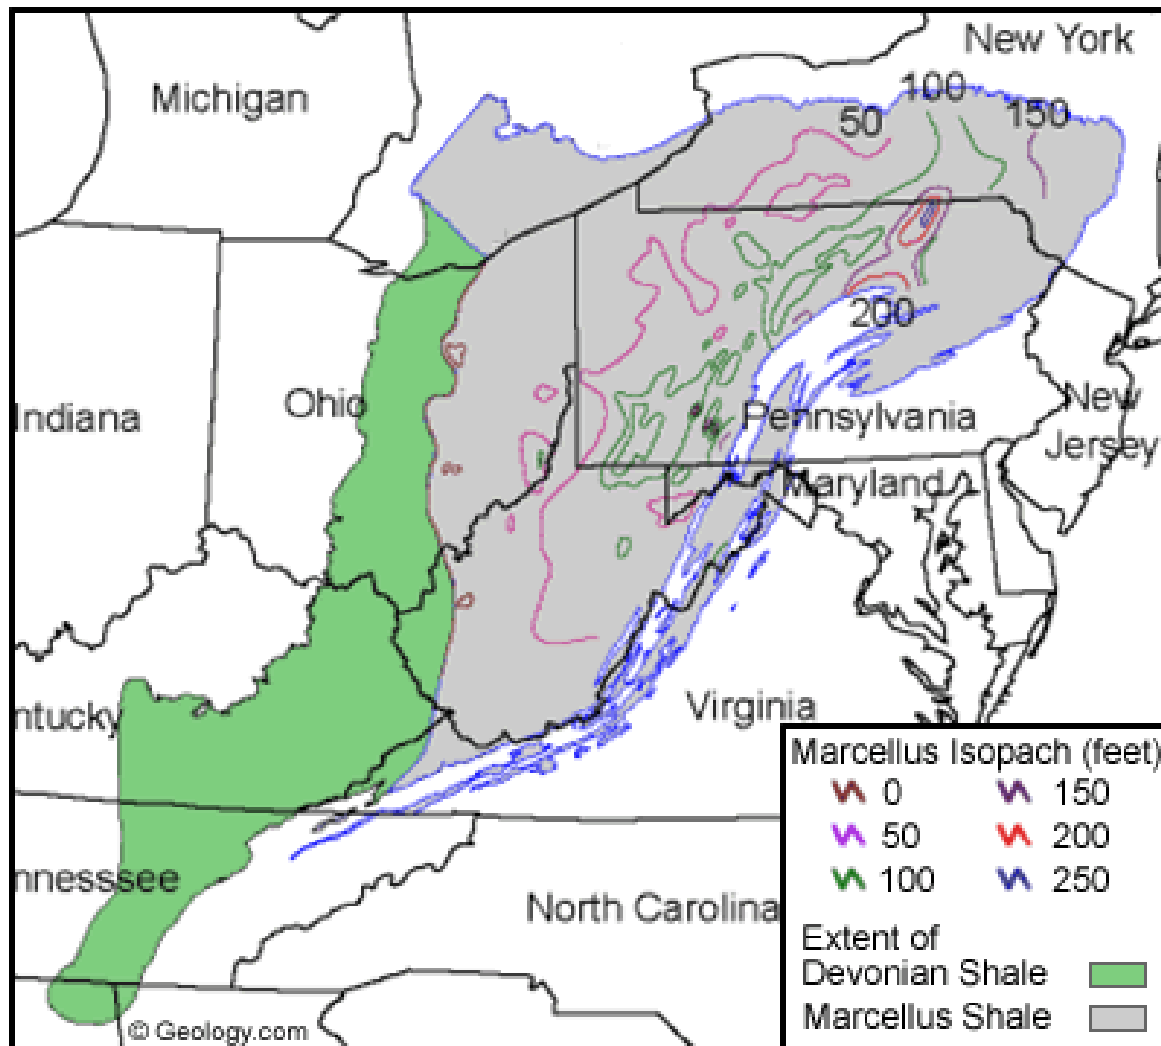 New York
Michigan
100
50
150
200
Ohio
Indiana
Pennsylvania
New
Jersey
Maryland
ntucky
Virginia
nnesssee
North Carolina
Marcellus Isopach (feet)
0 150
50 200
100 250
Extent of
Devonian Shale
Marcellus Shale
© Geology.com